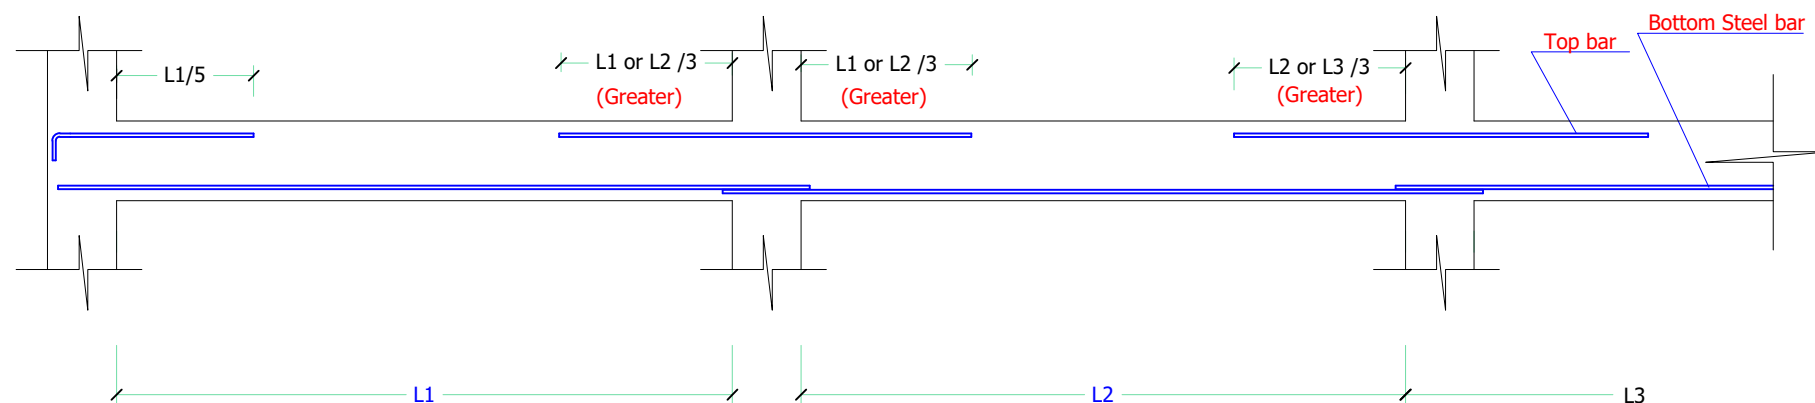 Bottom Steel bar
Top bar
L1/5
L1 or L2 /3
(Greater)
L1 or L2 /3
(Greater)
L2 or L3 /3
(Greater)
L1
L2
L3